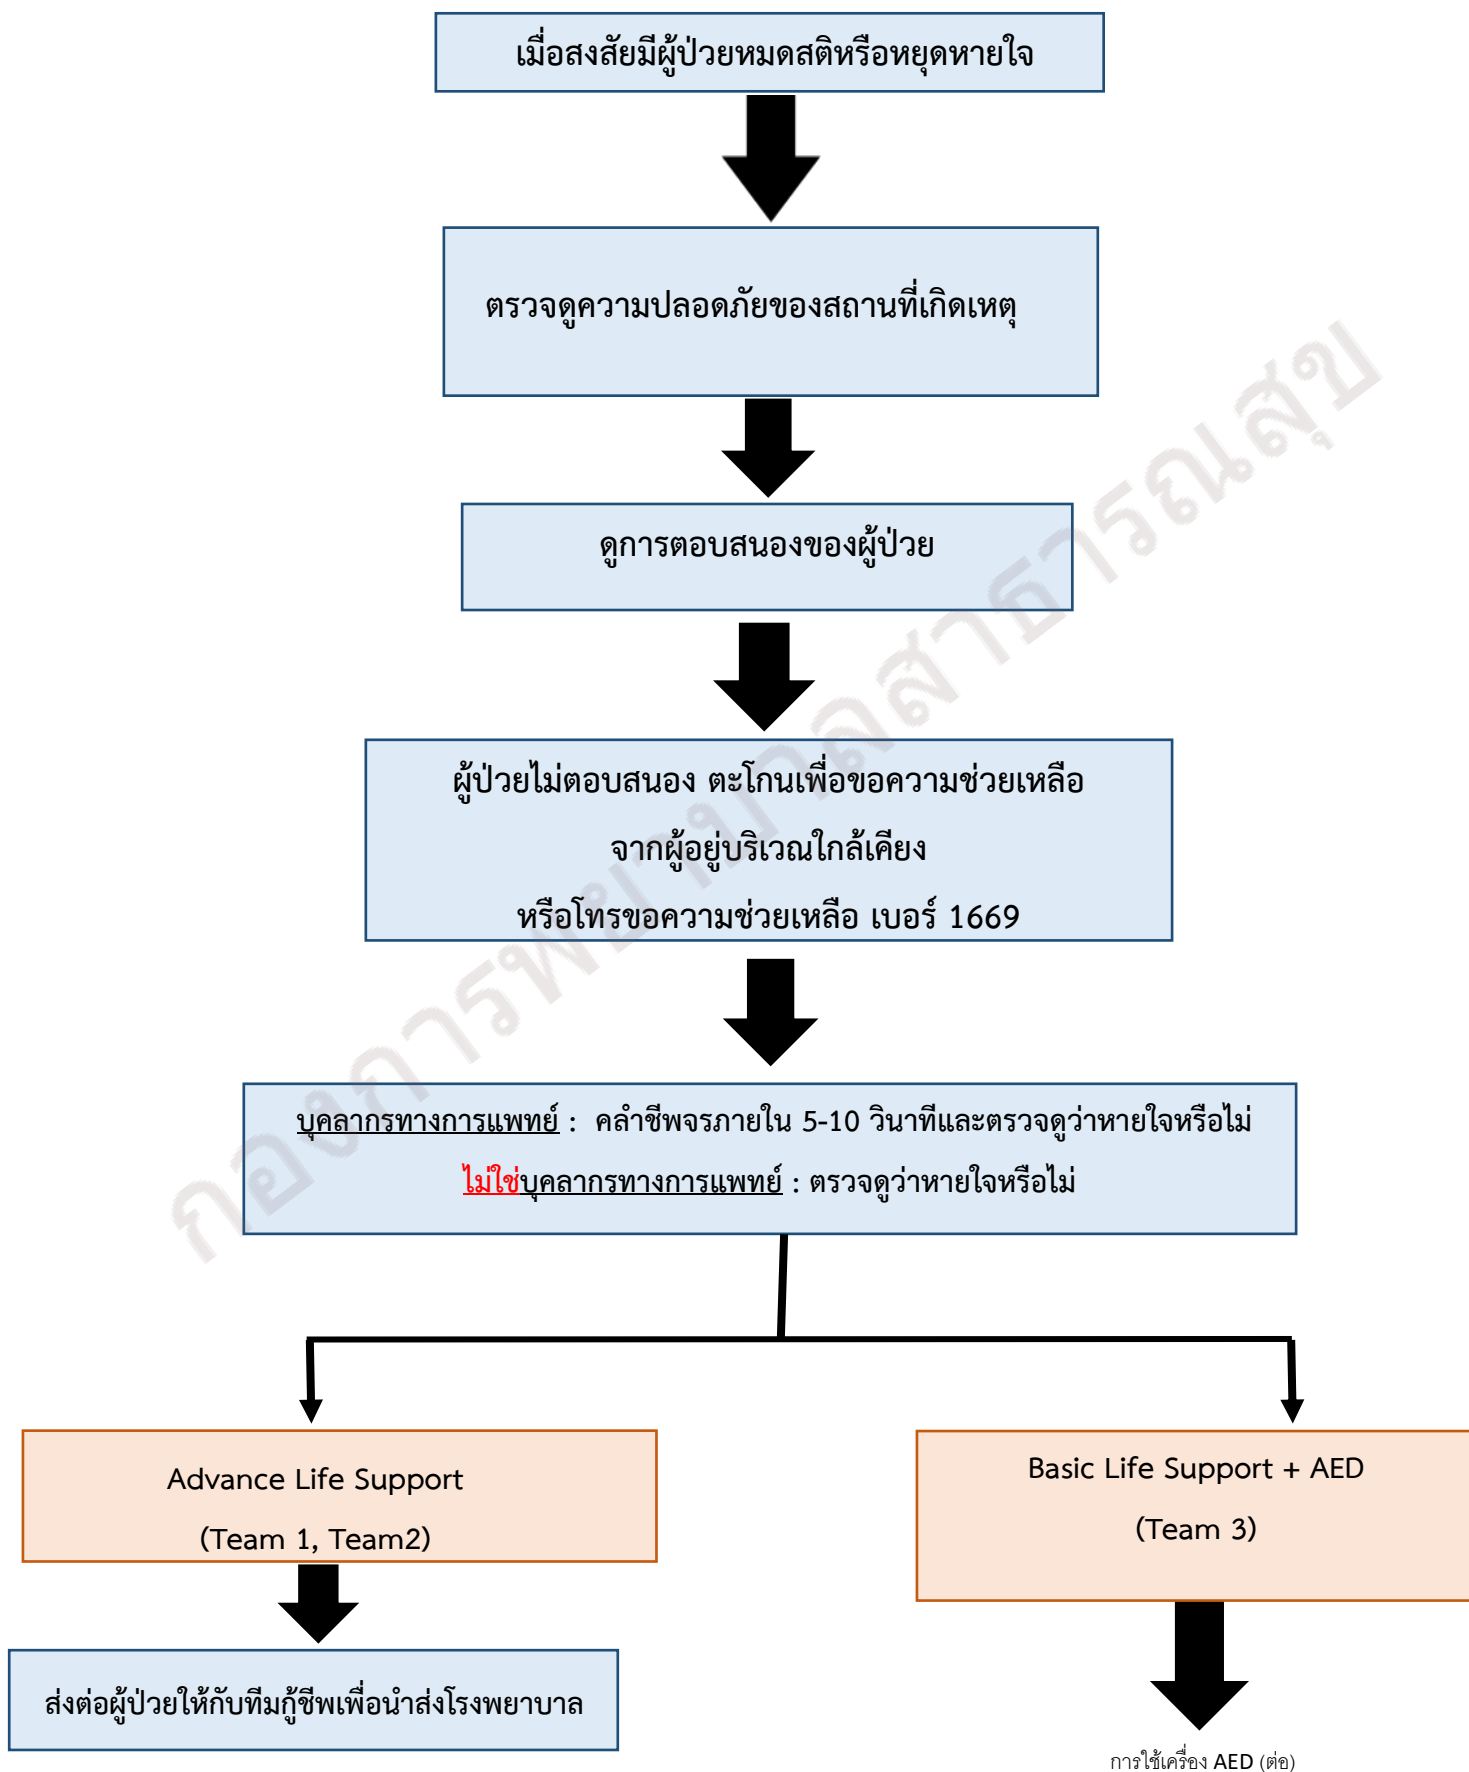 เมื่อสงสัยมีผู้ป่วยหมดสติหรือหยุดหายใจ
ตรวจดูความปลอดภัยของสถานที่เกิดเหตุ
ดูการตอบสนองของผู้ป่วย
ผู้ป่วยไม่ตอบสนอง ตะโกนเพื่อขอความช่วยเหลือ
จากผู้อยู่บริเวณใกล้เคียง
หรือโทรขอความช่วยเหลือ เบอร์ 1669
บุคลากรทางการแพทย์ : คลำชีพจรภายใน 5-10 วินาทีและตรวจดูว่าหายใจหรือไม่
ไม่ใช่บุคลากรทางการแพทย์ : ตรวจดูว่าหายใจหรือไม่
Advance Life Support
(Team 1, Team2)
Basic Life Support + AED
(Team 3)
ส่งต่อผู้ป่วยให้กับทีมกู้ชีพเพื่อนำส่งโรงพยาบาล
การใช้เครื่อง AED (ต่อ)
กองการพยาบาลสาธารณสุข